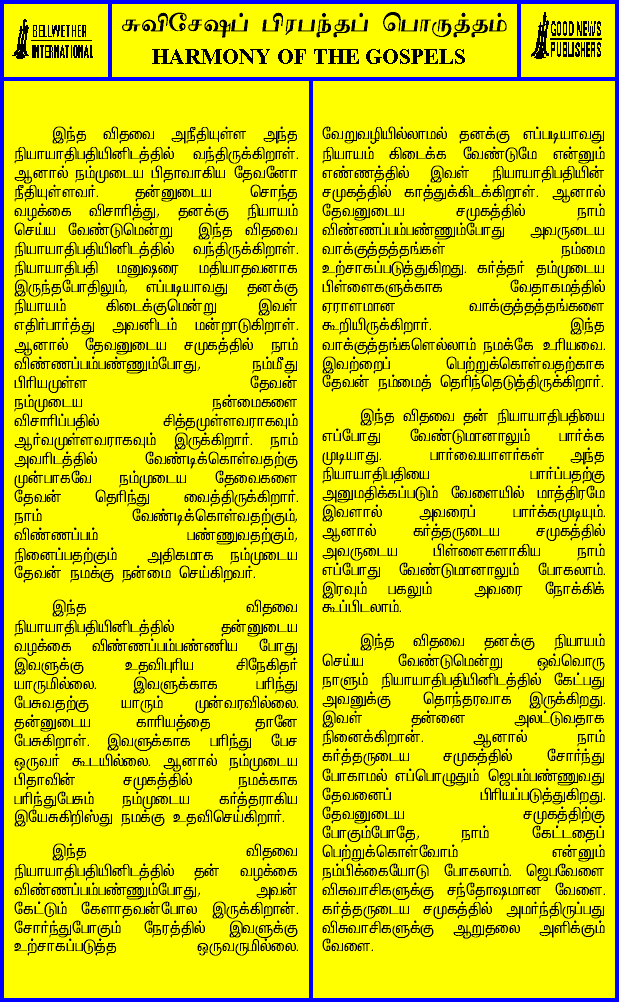 BELLWETHER
INTERNATIONAL
சுவிசேஷப் பிரபந்தப் பொருத்தம்
HARMONY OF THE GOSPELS
GOOD NEWS
PUBLISHERS
இந்த விதவை அநீதியுள்ள அந்த
நியாயாதிபதியினிடத்தில் வந்திருக்கிறாள்.
ஆனால் நம்முடைய பிதாவாகிய தேவனோ
நீதியுள்ளவர். தன்னுடைய சொந்த
வழக்கை விசாரித்து, தனக்கு நியாயம்
செய்ய வேண்டுமென்று இந்த விதவை
நியாயாதிபதியினிடத்தில் வந்திருக்கிறாள்.
நியாயாதிபதி மனுஷரை மதியாதவனாக
இருந்தபோதிலும், எப்படியாவது தனக்கு
நியாயம் கிடைக்குமென்று இவள்
எதிர்பார்த்து அவனிடம் மன்றாடுகிறாள்.
ஆனால் தேவனுடைய சமுகத்தில் நாம்
விண்ணப்பம்பண்ணும்போது, நம்மீது
பிரியமுள்ள தேவன்
நம்முடைய நன்மைகளை
விசாரிப்பதில் சித்தமுள்ளவராகவும்
ஆர்வமுள்ளவராகவும் இருக்கிறார். நாம்
அவரிடத்தில் வேண்டிக்கொள்வதற்கு
முன்பாகவே நம்முடைய தேவைகளை
தேவன் தெரிந்து வைத்திருக்கிறார்.
நாம் வேண்டிக்கொள்வதற்கும்,
விண்ணப்பம் பண்ணுவதற்கும்,
நினைப்பதற்கும் அதிகமாக நம்முடைய
தேவன் நமக்கு நன்மை செய்கிறவர்.
இந்த விதவை
நியாயாதிபதியினிடத்தில் தன்னுடைய
வழக்கை விண்ணப்பம்பண்ணிய போது
இவளுக்கு உதவிபுரிய சிநேகிதர்
யாருமில்லை. இவளுக்காக பரிந்து
பேசுவதற்கு யாரும் முன்வரவில்லை.
தன்னுடைய காரியத்தை தானே
பேசுகிறாள். இவளுக்காக பரிந்து பேச
ஒருவர் கூடயில்லை. ஆனால் நம்முடைய
பிதாவின் சமுகத்தில் நமக்காக
பரிந்துபேசும் நம்முடைய கர்த்தராகிய
இயேசுகிறிஸ்து நமக்கு உதவிசெய்கிறார்.
இந்த விதவை
நியாயாதிபதியினிடத்தில் தன் வழக்கை
விண்ணப்பம்பண்ணும்போது, அவன்
கேட்டும் கேளாதவன்போல இருக்கிறான்.
சோர்ந்துபோகும் நேரத்தில் இவளுக்கு
உற்சாகப்படுத்த ஒருவருமில்லை.
வேறுவழியில்லாமல் தனக்கு எப்படியாவது
நியாயம் கிடைக்க வேண்டுமே என்னும்
எண்ணத்தில் இவள் நியாயாதிபதியின்
சமுகத்தில் காத்துக்கிடக்கிறாள். ஆனால்
தேவனுடைய சமுகத்தில் நாம்
விண்ணப்பம்பண்ணும்போது அவருடைய
வாக்குத்தத்தங்கள் நம்மை
உற்சாகப்படுத்துகிறது. கர்த்தர் தம்முடைய
பிள்ளைகளுக்காக வேதாகமத்தில்
ஏராளமான வாக்குத்தத்தங்களை
கூறியிருக்கிறார். இந்த
வாக்குத்தங்களெல்லாம் நமக்கே உரியவை.
இவற்றைப் பெற்றுக்கொள்வதற்காக
தேவன் நம்மைத் தெரிந்தெடுத்திருக்கிறார்.
இந்த விதவை தன் நியாயாதிபதியை
எப்போது வேண்டுமானாலும் பார்க்க
முடியாது. பார்வையாளர்கள் அந்த
நியாயாதிபதியை பார்ப்பதற்கு
அனுமதிக்கப்படும் வேளையில் மாத்திரமே
இவளால் அவரைப் பார்க்கமுடியும்.
ஆனால் கர்த்தருடைய சமுகத்தில்
அவருடைய பிள்ளைகளாகிய நாம்
எப்போது வேண்டுமானாலும் போகலாம்.
இரவும் பகலும் அவரை நோக்கிக்
கூப்பிடலாம்.
இந்த விதவை தனக்கு நியாயம்
செய்ய வேண்டுமென்று ஒவ்வொரு
நாளும் நியாயாதிபதியினிடத்தில் கேட்பது
அவனுக்கு தொந்தரவாக இருக்கிறது.
இவள் தன்னை அலட்டுவதாக
நினைக்கிறான். ஆனால் நாம்
கர்த்தருடைய சமுகத்தில் சோர்ந்து
போகாமல் எப்பொழுதும் ஜெபம்பண்ணுவது
தேவனைப் பிரியப்படுத்துகிறது.
தேவனுடைய சமுகத்திற்கு
போகும்போதே, நாம் கேட்டதைப்
பெற்றுக்கொள்வோம் என்னும்
நம்பிக்கையோடு போகலாம். ஜெபவேளை
விசுவாசிகளுக்கு சந்தோஷமான வேளை.
கர்த்தருடைய சமுகத்தில் அமர்ந்திருப்பது
விசுவாசிகளுக்கு ஆறுதலை அளிக்கும்
வேளை.